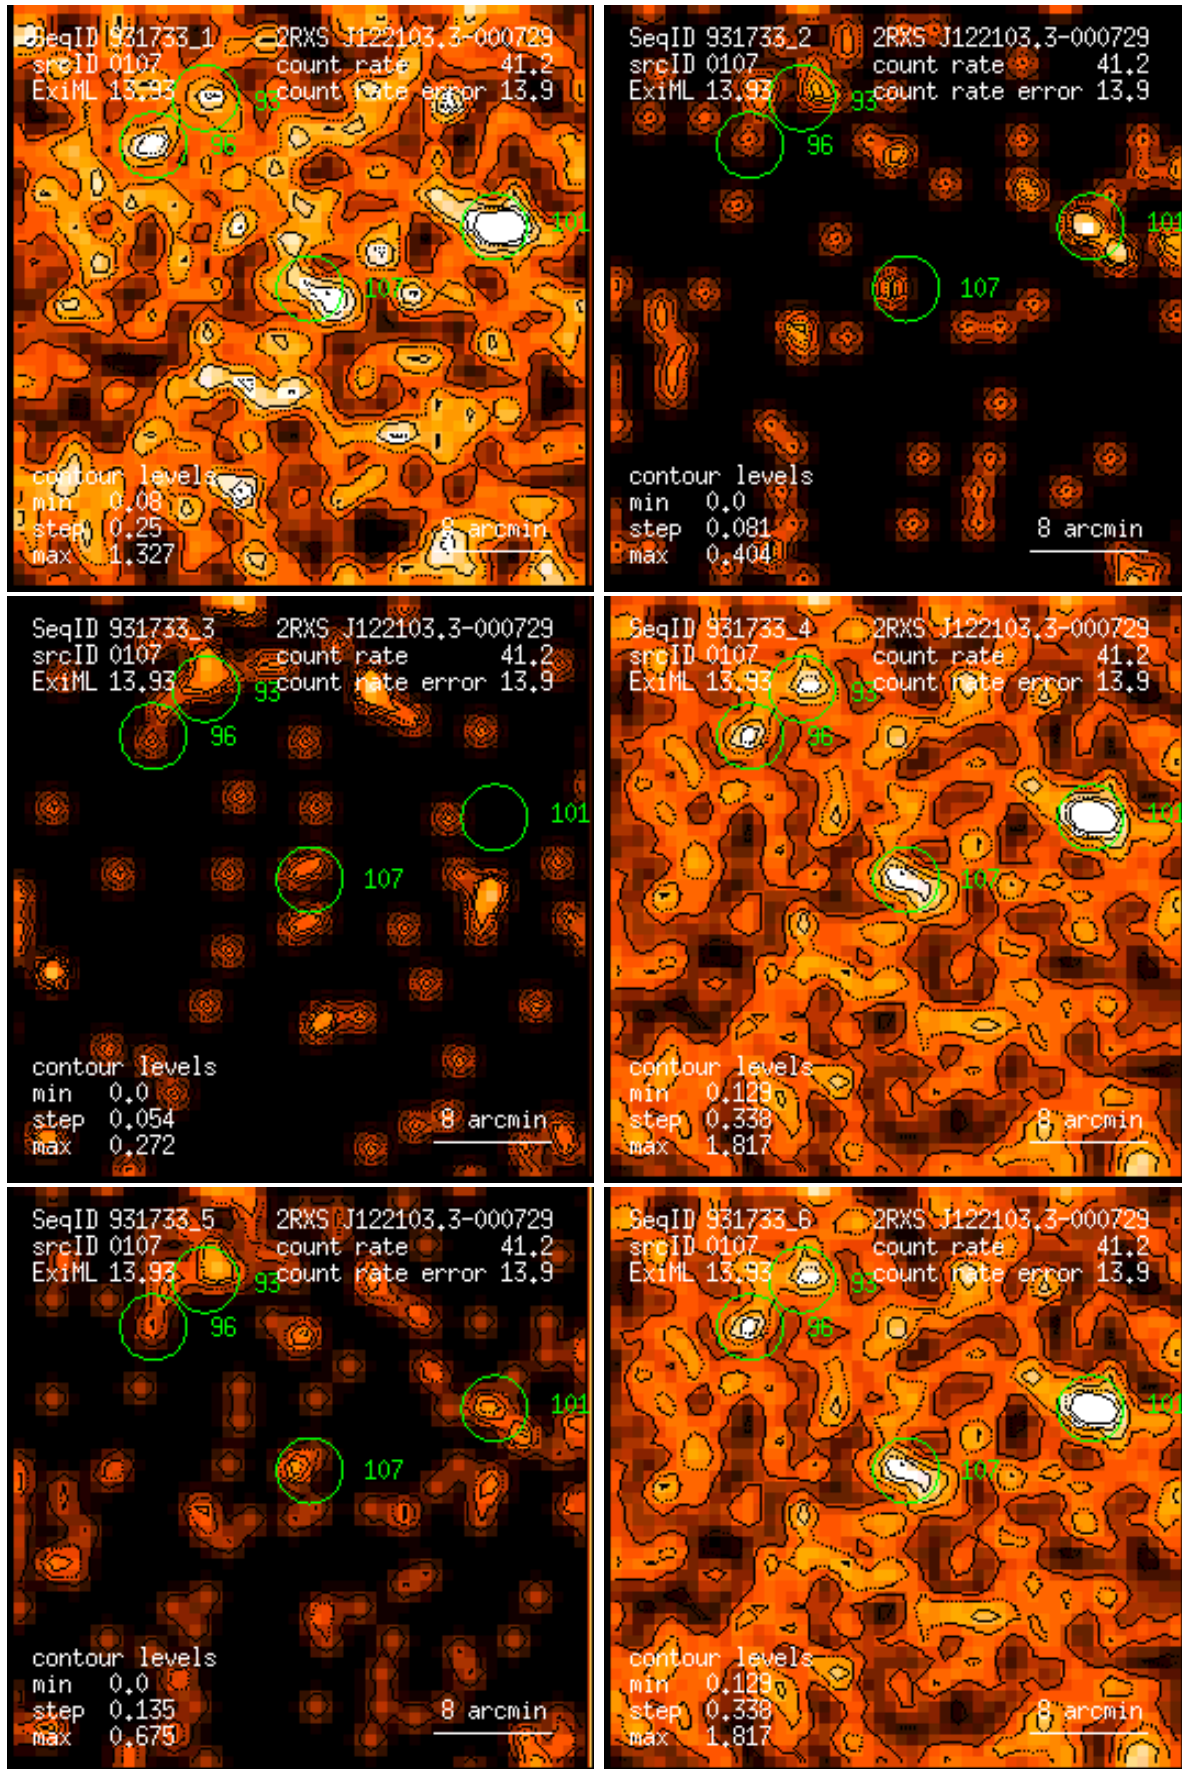 SeqID 931733_1 2RXS J122103.3-000729
srcID 0107 count rate 41.2
ExiML 13.93 count rate error 13.9
93
96
101
107
contour levels
min 0.08
step 0.25
max 1.327
8 arcmin
SeqID 931733_2 2RXS J122103.3-000729
srcID 0107 count rate 41.2
ExiML 13.93 count rate error 13.9
93
96
101
107
contour levels
min 0.0
step 0.081
max 0.404
8 arcmin
SeqID 931733_3 2RXS J122103.3-000729
srcID 0107 count rate 41.2
ExiML 13.93 count rate error 13.9
93
96
101
107
contour levels
min 0.0
step 0.054
max 0.272
8 arcmin
SeqID 931733_4 2RXS J122103.3-000729
srcID 0107 count rate 41.2
ExiML 13.93 count rate error 13.9
93
96
101
107
contour levels
min 0.129
step 0.338
max 1.817
8 arcmin
SeqID 931733_5 2RXS J122103.3-000729
srcID 0107 count rate 41.2
ExiML 13.93 count rate error 13.9
93
96
101
107
contour levels
min 0.0
step 0.135
max 0.675
8 arcmin
SeqID 931733_6 2RXS J122103.3-000729
srcID 0107 count rate 41.2
ExiML 13.93 count rate error 13.9
93
96
101
107
contour levels
min 0.129
step 0.338
max 1.817
8 arcmin